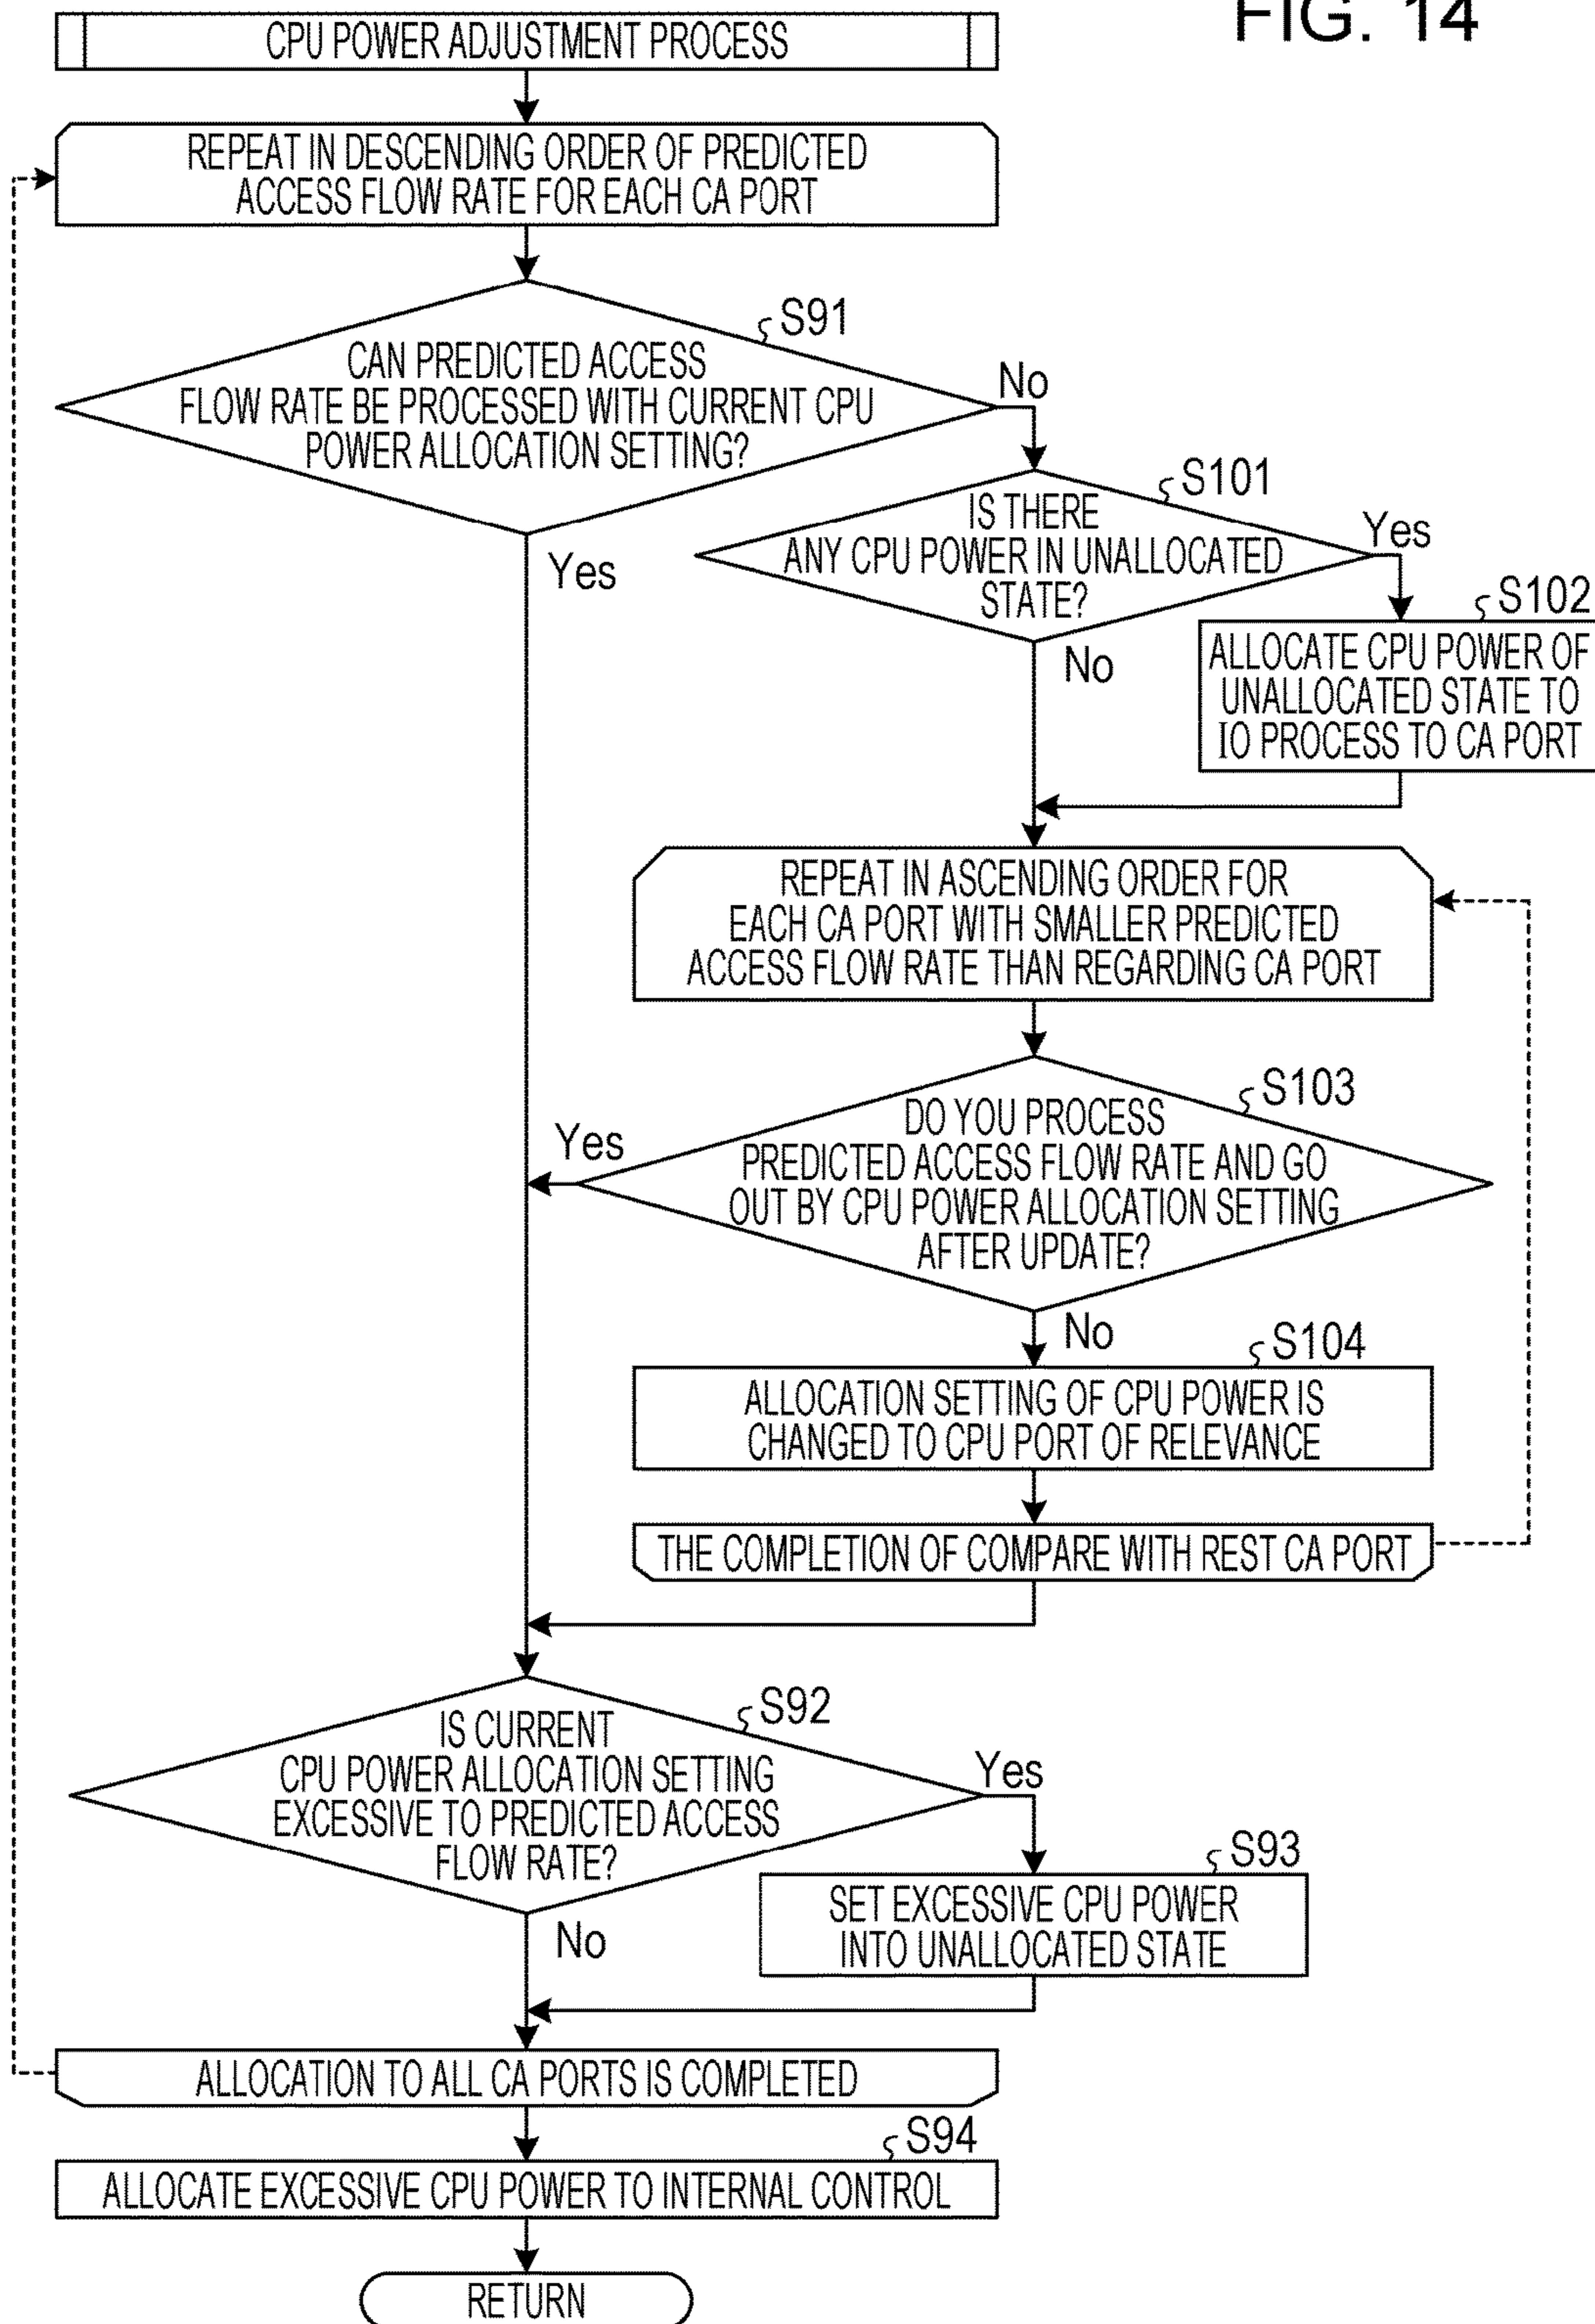 FIG. 14
CPU POWER ADJUSTMENT PROCESS
REPEAT IN DESCENDING ORDER OF PREDICTED
ACCESS FLOW RATE FOR EACH CA PORT
S91
CAN PREDICTED ACCESS
FLOW RATE BE PROCESSED WITH CURRENT CPU
POWER ALLOCATION SETTING?
No
Yes
S101
IS THERE
ANY CPU POWER IN UNALLOCATED
STATE?
Yes
No
S102
ALLOCATE CPU POWER OF
UNALLOCATED STATE TO
IO PROCESS TO CA PORT
REPEAT IN ASCENDING ORDER FOR
EACH CA PORT WITH SMALLER PREDICTED
ACCESS FLOW RATE THAN REGARDING CA PORT
S103
DO YOU PROCESS
PREDICTED ACCESS FLOW RATE AND GO
OUT BY CPU POWER ALLOCATION SETTING
AFTER UPDATE?
Yes
No
S104
ALLOCATION SETTING OF CPU POWER IS
CHANGED TO CPU PORT OF RELEVANCE
THE COMPLETION OF COMPARE WITH REST CA PORT
S92
IS CURRENT
CPU POWER ALLOCATION SETTING
EXCESSIVE TO PREDICTED ACCESS
FLOW RATE?
Yes
No
S93
SET EXCESSIVE CPU POWER
INTO UNALLOCATED STATE
ALLOCATION TO ALL CA PORTS IS COMPLETED
S94
ALLOCATE EXCESSIVE CPU POWER TO INTERNAL CONTROL
RETURN